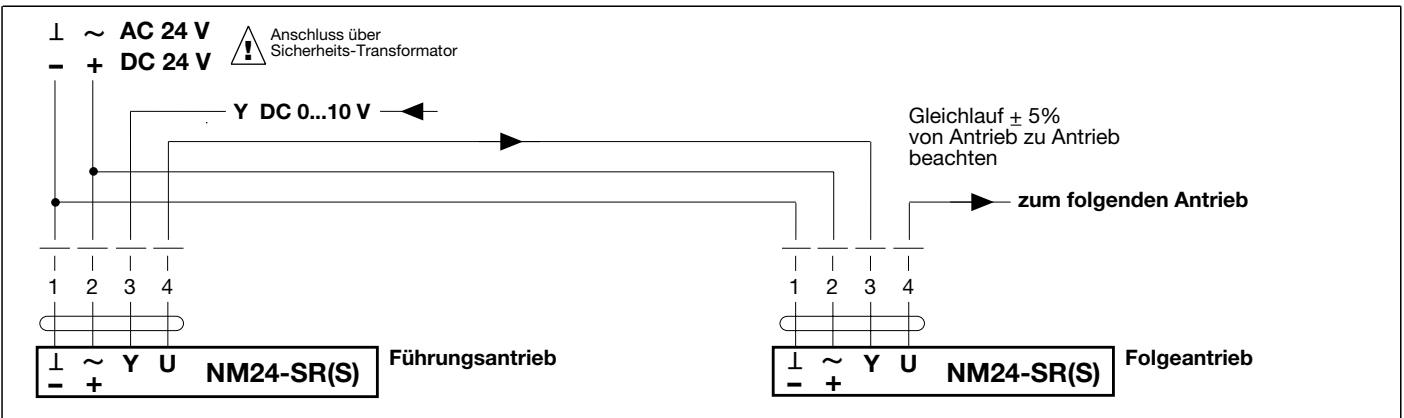 ⊥ ~ AC 24 V
– + DC 24 V
Anschluss über
Sicherheits-Transformator
Y DC 0...10 V
Gleichlauf ± 5%
von Antrieb zu Antrieb
beachten
zum folgenden Antrieb
1 2 3 4
1 2 3 4
⊥ ~ Y U
– +
NM24-SR(S)
Führungsantrieb
⊥ ~ Y U
– +
NM24-SR(S)
Folgeantrieb